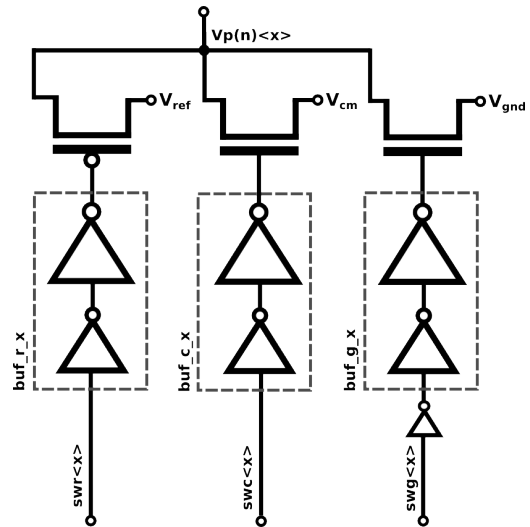 Vp(n)<x>
Vref
Vcm
Vgnd
buf_r_x
buf_c_x
buf_g_x
swr<x>
swc<x>
swg<x>